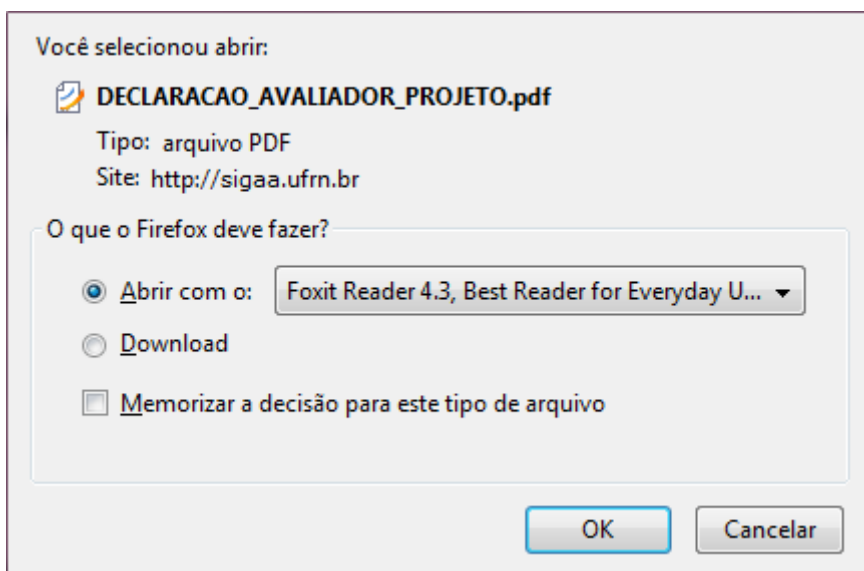 Você selecionou abrir:
DECLARACAO_AVALIADOR_PROJETO.pdf
Tipo: arquivo PDF
Site: http://sigaa.ufrn.br
O que o Firefox deve fazer?
Abrir com o: Foxit Reader 4.3, Best Reader for Everyday U...
Download
Memorizar a decisão para este tipo de arquivo
OK Cancelar